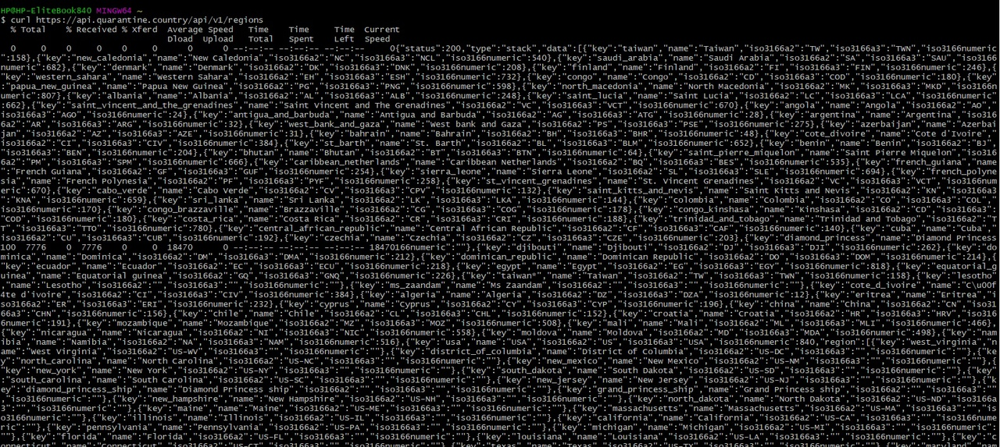 HP@HP-EliteBook840 MINGW64 ~
$ curl https://api.quarantine.country/api/v1/regions
  % Total    % Received % Xferd  Average Speed   Time    Time     Time  Current
                                 Dload  Upload   Total   Spent    Left  Speed
  0     0    0     0    0     0      0      0 --:--:-- --:--:-- --:--:--     0{"status":200,"type":"stack","data":[{"key":"taiwan","name":"Taiwan","iso3166a2":"TW","iso3166a3":"TWN","iso3166numeric"
:158},{"key":"new_caledonia","name":"New Caledonia","iso3166a2":"NC","iso3166a3":"NCL","iso3166numeric":540},{"key":"saudi_arabia","name":"Saudi Arabia","iso3166a2":"SA","iso3166a3":"SAU","iso3166
numeric":682},{"key":"denmark","name":"Denmark","iso3166a2":"DK","iso3166a3":"DNK","iso3166numeric":208},{"key":"finland","name":"Finland","iso3166a2":"FI","iso3166a3":"FIN","iso3166numeric":246},
{"key":"western_sahara","name":"Western Sahara","iso3166a2":"EH","iso3166a3":"ESH","iso3166numeric":732},{"key":"congo","name":"Congo","iso3166a2":"CD","iso3166a3":"COD","iso3166numeric":180},{"key":
"papua_new_guinea","name":"Papua New Guinea","iso3166a2":"PG","iso3166a3":"PNG","iso3166numeric":598},{"key":"north_macedonia","name":"North Macedonia","iso3166a2":"MK","iso3166a3":"MKD","iso3166
numeric":807},{"key":"albania","name":"Albania","iso3166a2":"AL","iso3166a3":"ALB","iso3166numeric":248},{"key":"saint_lucia","name":"Saint Lucia","iso3166a2":"LC","iso3166a3":"LCA","iso3166numeric"
:662},{"key":"saint_vincent_and_the_grenadines","name":"Saint Vincent and The Grenadines","iso3166a2":"VC","iso3166a3":"VCT","iso3166numeric":670},{"key":"angola","name":"Angola","iso3166a2":"AO","
iso3166a3":"AGO","iso3166numeric":24},{"key":"antigua_and_barbuda","name":"Antigua and Barbuda","iso3166a2":"AG","iso3166a3":"ATG","iso3166numeric":28},{"key":"argentina","name":"Argentina","iso3166
a2":"AR","iso3166a3":"ARG","iso3166numeric":32},{"key":"west_bank_and_gaza","name":"West bank and Gaza","iso3166a2":"PS","iso3166a3":"PSE","iso3166numeric":275},{"key":"azerbaijan","name":"Azerbai
jan","iso3166a2":"AZ","iso3166a3":"AZE","iso3166numeric":31},{"key":"bahrain","name":"Bahrain","iso3166a2":"BH","iso3166a3":"BHR","iso3166numeric":48},{"key":"cote_divoire","name":"Cote d'Ivoire","
iso3166a2":"CI","iso3166a3":"CIV","iso3166numeric":384},{"key":"st_barth","name":"St. Barth","iso3166a2":"BL","iso3166a3":"BLM","iso3166numeric":652},{"key":"benin","name":"Benin","iso3166a2":"BJ",
"iso3166a3":"BEN","iso3166numeric":204},{"key":"bhutan","name":"Bhutan","iso3166a2":"BT","iso3166a3":"BTN","iso3166numeric":64},{"key":"saint_pierre_miquelon","name":"Saint Pierre Miquelon","iso3166
a2":"PM","iso3166a3":"SPM","iso3166numeric":666},{"key":"caribbean_netherlands","name":"Caribbean Netherlands","iso3166a2":"BQ","iso3166a3":"BES","iso3166numeric":535},{"key":"french_guiana","name"
:"French Guiana","iso3166a2":"GF","iso3166a3":"GUF","iso3166numeric":254},{"key":"sierra_leone","name":"Sierra Leone","iso3166a2":"SL","iso3166a3":"SLE","iso3166numeric":694},{"key":"french_polyne
sia","name":"French Polynesia","iso3166a2":"PF","iso3166a3":"PYF","iso3166numeric":258},{"key":"st_vincent_grenadines","name":"St. Vincent Grenadines","iso3166a2":"VC","iso3166a3":"VCT","iso3166num
eric":670},{"key":"cabo_verde","name":"Cabo Verde","iso3166a2":"CV","iso3166a3":"CPV","iso3166numeric":132},{"key":"saint_kitts_and_nevis","name":"Saint Kitts and Nevis","iso3166a2":"KN","iso3166a3"
:"KNA","iso3166numeric":659},{"key":"sri_lanka","name":"Sri Lanka","iso3166a2":"LK","iso3166a3":"LKA","iso3166numeric":144},{"key":"colombia","name":"Colombia","iso3166a2":"CO","iso3166a3":"COL","
iso3166numeric":170},{"key":"congo_brazzaville","name":"Brazzaville","iso3166a2":"CG","iso3166a3":"COG","iso3166numeric":178},{"key":"congo_kinshasa","name":"Kinshasa","iso3166a2":"CD","iso3166a3":"
COD","iso3166numeric":180},{"key":"costa_rica","name":"Costa Rica","iso3166a2":"CR","iso3166a3":"CRI","iso3166numeric":188},{"key":"trinidad_and_tobago","name":"Trinidad and Tobago","iso3166a2":"T
T","iso3166a3":"TTO","iso3166numeric":780},{"key":"central_african_republic","name":"Central African Republic","iso3166a2":"CF","iso3166a3":"CAF","iso3166numeric":140},{"key":"cuba","name":"Cuba","
iso3166a2":"CU","iso3166a3":"CUB","iso3166numeric":192},{"key":"czechia","name":"Czechia","iso3166a2":"CZ","iso3166a3":"CZE","iso3166numeric":203},{"key":"diamond_princess","name":"Diamond Princess
100  7776    0  7776    0     0  18470      0 --:--:-- --:--:-- --:--:-- 18470166numeric":""},{"key":"djibouti","name":"Djibouti","iso3166a2":"DJ","iso3166a3":"DJI","iso3166numeric":262},{"key":"do
minica","name":"Dominica","iso3166a2":"DM","iso3166a3":"DMA","iso3166numeric":212},{"key":"dominican_republic","name":"Dominican Republic","iso3166a2":"DO","iso3166a3":"DOM","iso3166numeric":214},{
"key":"ecuador","name":"Ecuador","iso3166a2":"EC","iso3166a3":"ECU","iso3166numeric":218},{"key":"egypt","name":"Egypt","iso3166a2":"EG","iso3166a3":"EGY","iso3166numeric":818},{"key":"equatorial_g
uinea","name":"Equatorial guinea","iso3166a2":"GQ","iso3166a3":"GNQ","iso3166numeric":226},{"key":"taiwan*","name":"Taiwan","iso3166a2":"TW","iso3166a3":"TWN","iso3166numeric":158},{"key":"lesotho"
,"name":"Lesotho","iso3166a2":"","iso3166a3":"","iso3166numeric":""},{"key":"ms_zaandam","name":"Ms Zaandam","iso3166a2":"","iso3166a3":"","iso3166numeric":""},{"key":"cote_d_ivoire","name":"C\u00f
4te d'ivoire","iso3166a2":"CI","iso3166a3":"CIV","iso3166numeric":384},{"key":"algeria","name":"Algeria","iso3166a2":"DZ","iso3166a3":"DZA","iso3166numeric":12},{"key":"eritrea","name":"Eritrea","i
so3166a2":"ER","iso3166a3":"ERI","iso3166numeric":232},{"key":"cyprus","name":"Cyprus","iso3166a2":"CY","iso3166a3":"CYP","iso3166numeric":196},{"key":"china","name":"China","iso3166a2":"CN","iso3166
a3":"CHN","iso3166numeric":156},{"key":"chile","name":"Chile","iso3166a2":"CL","iso3166a3":"CHL","iso3166numeric":152},{"key":"croatia","name":"Croatia","iso3166a2":"HR","iso3166a3":"HRV","iso3166
numeric":191},{"key":"mozambique","name":"Mozambique","iso3166a2":"MZ","iso3166a3":"MOZ","iso3166numeric":508},{"key":"mali","name":"Mali","iso3166a2":"ML","iso3166a3":"MLI","iso3166numeric":466},
{"key":"nicaragua","name":"Nicaragua","iso3166a2":"NI","iso3166a3":"NIC","iso3166numeric":558},{"key":"moldova","name":"Moldova","iso3166a2":"MD","iso3166a3":"MDA","iso3166numeric":498},{"key":"nam
ibia","name":"Namibia","iso3166a2":"NA","iso3166a3":"NAM","iso3166numeric":516},{"key":"usa","name":"USA","iso3166a2":"US","iso3166a3":"USA","iso3166numeric":840,"region":[{"key":"west_virginia","n
ame":"West Virginia","iso3166a2":"US-WV","iso3166a3":"","iso3166numeric":""},{"key":"district_of_columbia","name":"District of Columbia","iso3166a2":"US-DC","iso3166a3":"","iso3166numeric":""},{"ke
y":"north_carolina","name":"North Carolina","iso3166a2":"US-NC","iso3166a3":"","iso3166numeric":""},{"key":"new_mexico","name":"New Mexico","iso3166a2":"US-NM","iso3166a3":"","iso3166numeric":""},{
"key":"new_york","name":"New York","iso3166a2":"US-NY","iso3166a3":"","iso3166numeric":""},{"key":"south_dakota","name":"South Dakota","iso3166a2":"US-SD","iso3166a3":"","iso3166numeric":""},{"key"
:"south_carolina","name":"South Carolina","iso3166a2":"US-SC","iso3166a3":"","iso3166numeric":""},{"key":"new_jersey","name":"New Jersey","iso3166a2":"US-NJ","iso3166a3":"","iso3166numeric":""},{"k
ey":"diamond_princess_ship","name":"Diamond Princess ship","iso3166a2":"","iso3166a3":"","iso3166numeric":""},{"key":"grand_princess_ship","name":"Grand Princess ship","iso3166a2":"","iso3166a3":"",
"iso3166numeric":""},{"key":"new_hampshire","name":"New Hampshire","iso3166a2":"US-NH","iso3166a3":"","iso3166numeric":""},{"key":"north_dakota","name":"North Dakota","iso3166a2":"US-ND","iso3166a
3":"","iso3166numeric":""},{"key":"maine","name":"Maine","iso3166a2":"US-ME","iso3166a3":"","iso3166numeric":""},{"key":"massachusetts","name":"Massachusetts","iso3166a2":"US-MA","iso3166a3":"","is
o3166numeric":""},{"key":"illinois","name":"Illinois","iso3166a2":"US-IL","iso3166a3":"","iso3166numeric":""},{"key":"california","name":"California","iso3166a2":"US-CA","iso3166a3":"","iso3166nume
ric":""},{"key":"pennsylvania","name":"Pennsylvania","iso3166a2":"US-PA","iso3166a3":"","iso3166numeric":""},{"key":"michigan","name":"Michigan","iso3166a2":"US-MI","iso3166a3":"","iso3166numeric":
""},{"key":"florida","name":"Florida","iso3166a2":"US-FL","iso3166a3":"","iso3166numeric":""},{"key":"louisiana","name":"Louisiana","iso3166a2":"US-LA","iso3166a3":"","iso3166numeric":""},{"key":"c
onnecticut","name":"Connecticut","iso3166a2":"US-CT","iso3166a3":"","iso3166numeric":""},{"key":"texas","name":"Texas","iso3166a2":"US-TX","iso3166a3":"","iso3166numeric":""},{"key":"maryland","nam